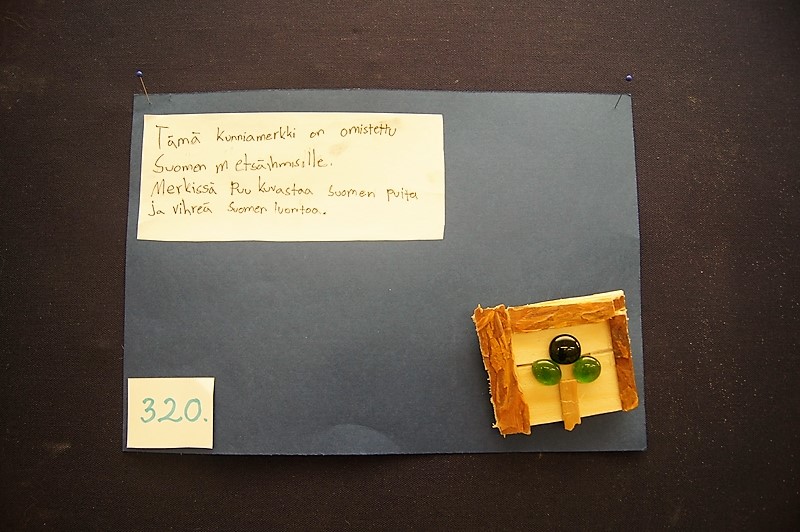 Tämä kunniamerkki on omistettu
Suomen metsäihmisille.
Merkissä Puu kuvastaa Suomen puita
ja vihreä Suomen luontoa.
320.